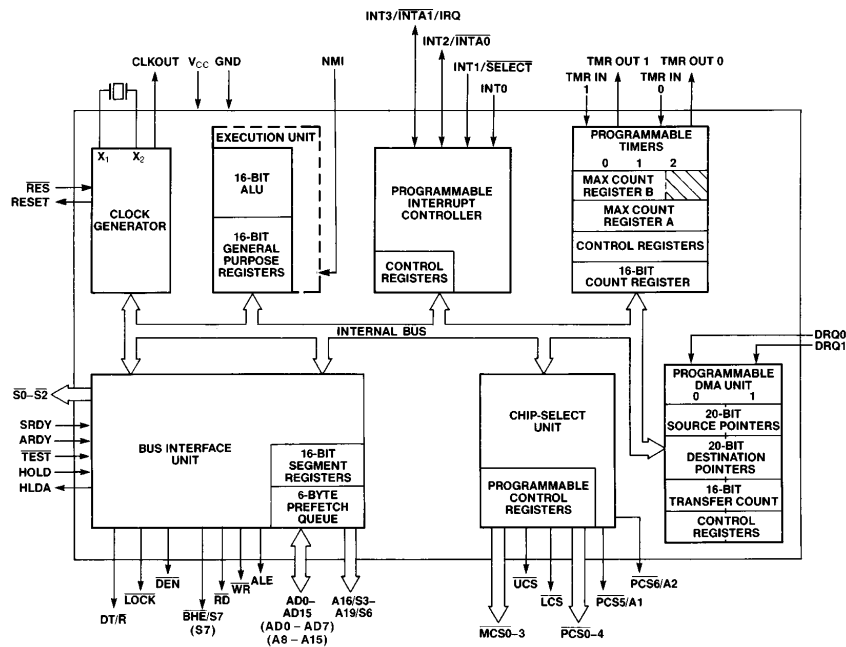 INT3/INTA1/IRQ
INT2/INTA0
INT1/SELECT
INT0
CLKOUT
VCC GND
NMI
TMR OUT 1
TMR OUT 0
TMR IN
1
TMR IN
0
X1
X2
CLOCK
GENERATOR
RES
RESET
EXECUTION UNIT
16-BIT
ALU
16-BIT
GENERAL
PURPOSE
REGISTERS
PROGRAMMABLE
INTERRUPT
CONTROLLER
CONTROL
REGISTERS
PROGRAMMABLE
TIMERS
0 1 2
MAX COUNT
REGISTER B
MAX COUNT
REGISTER A
CONTROL REGISTERS
16-BIT
COUNT REGISTER
INTERNAL BUS
DRQ0
DRQ1
S0–S2
SRDY
ARDY
TEST
HOLD
HLDA
BUS INTERFACE
UNIT
16-BIT
SEGMENT
REGISTERS
6-BYTE
PREFETCH
QUEUE
CHIP-SELECT
UNIT
PROGRAMMABLE
CONTROL
REGISTERS
PROGRAMMABLE
DMA UNIT
0 1
20-BIT
SOURCE POINTERS
20-BIT
DESTINATION
POINTERS
16-BIT
TRANSFER COUNT
CONTROL
REGISTERS
DT/R
LOCK
DEN
BHE/S7
(S7)
RD
WR
ALE
AD0–
AD15
(AD0 – AD7)
(A8 – A15)
A16/S3–
A19/S6
MCS0–3
UCS
LCS
PCS0–4
PCS5/A1
PCS6/A2